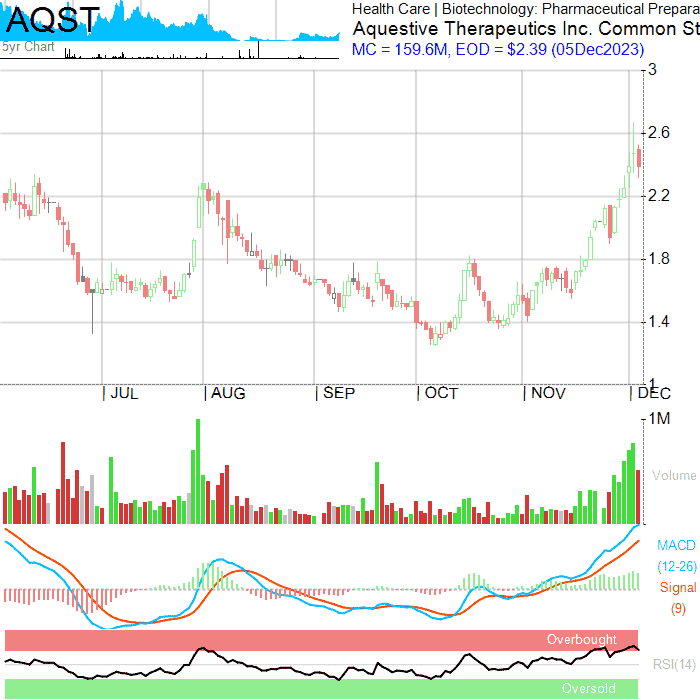 AQST
5yr Chart
Health Care | Biotechnology: Pharmaceutical Prepara
Aquestive Therapeutics Inc. Common St
MC = 159.6M, EOD = $2.39 (05Dec2023)
3
2.6
2.2
1.8
1.4
1
| JUL | AUG | SEP | OCT | NOV | DEC
1M
Volume
MACD
(12-26)
Signal
(9)
Overbought
RSI(14)
Oversold